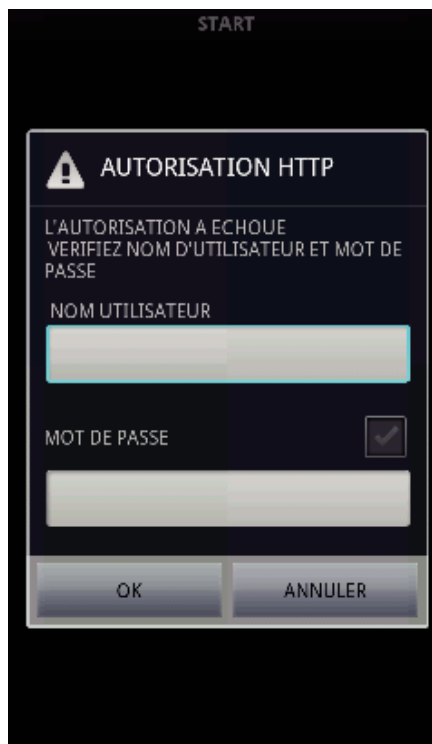 START
AUTORISATION HTTP
L'AUTORISATION A ECHOUE
VERIFIEZ NOM D'UTILISATEUR ET MOT DE
PASSE
NOM UTILISATEUR
MOT DE PASSE
OK
ANNULER